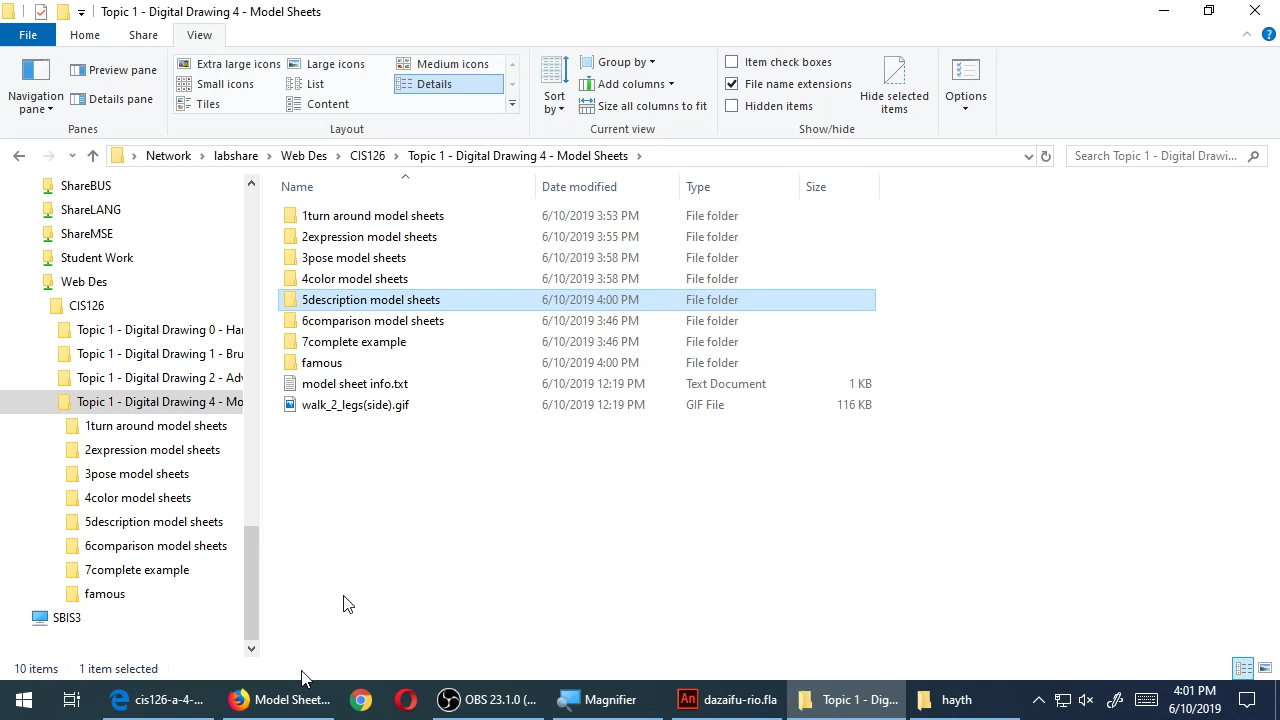 Topic 1 - Digital Drawing 4 - Model Sheets
File Home Share View
Navigation pane
Preview pane
Details pane
Panes
Extra large icons Large icons Medium icons
Small icons List Details
Tiles Content
Layout
Sort by
Group by
Add columns
Size all columns to fit
Current view
Item check boxes
File name extensions
Hidden items
Hide selected items
Show/hide
Options
Network labshare Web Des CIS126 Topic 1 - Digital Drawing 4 - Model Sheets
Search Topic 1 - Digital Drawi...
ShareBUS
ShareLANG
ShareMSE
Student Work
Web Des
CIS126
Topic 1 - Digital Drawing 0 - Har
Topic 1 - Digital Drawing 1 - Bru
Topic 1 - Digital Drawing 2 - Adv
Topic 1 - Digital Drawing 4 - Mo
1turn around model sheets
2expression model sheets
3pose model sheets
4color model sheets
5description model sheets
6comparison model sheets
7complete example
famous
SBIS3
Name Date modified Type Size
1turn around model sheets 6/10/2019 3:53 PM File folder
2expression model sheets 6/10/2019 3:55 PM File folder
3pose model sheets 6/10/2019 3:58 PM File folder
4color model sheets 6/10/2019 3:58 PM File folder
5description model sheets 6/10/2019 4:00 PM File folder
6comparison model sheets 6/10/2019 3:46 PM File folder
7complete example 6/10/2019 3:46 PM File folder
famous 6/10/2019 4:00 PM File folder
model sheet info.txt 6/10/2019 12:19 PM Text Document 1 KB
walk_2_legs(side).gif 6/10/2019 12:19 PM GIF File 116 KB
10 items 1 item selected
cis126-a-4-... Model Sheet... OBS 23.1.0 (... Magnifier An dazaifu-rio.fla Topic 1 - Dig... hayth
4:01 PM
6/10/2019